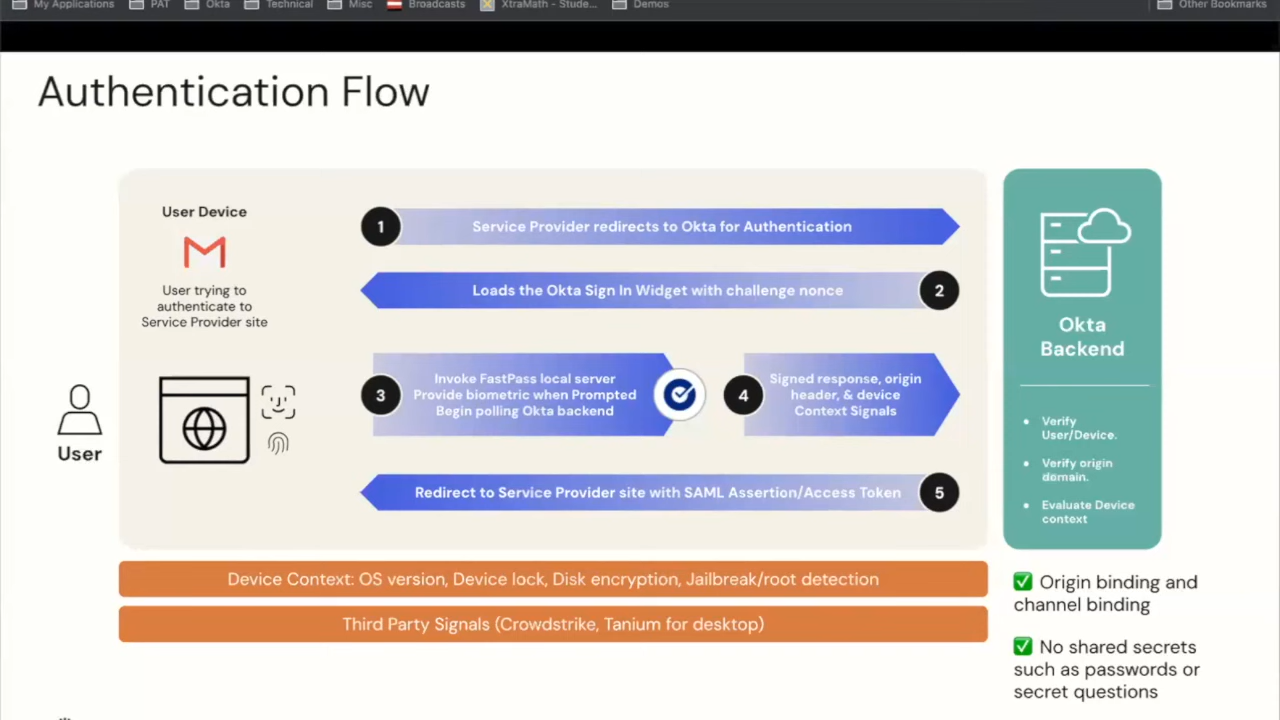 My Applications PAT Okta Technical Misc Broadcasts XtraMath - Stude... Demos Other Bookmarks
Authentication Flow
User Device
User trying to
authenticate to
Service Provider site
User
1 Service Provider redirects to Okta for Authentication
Loads the Okta Sign In Widget with challenge nonce 2
3 Invoke FastPass local server
Provide biometric when Prompted
Begin polling Okta backend
4 Signed response, origin
header, & device
Context Signals
Redirect to Service Provider site with SAML Assertion/Access Token 5
Okta
Backend
• Verify
User/Device.
• Verify origin
domain.
• Evaluate Device
context
Device Context: OS version, Device lock, Disk encryption, Jailbreak/root detection
Third Party Signals (Crowdstrike, Tanium for desktop)
✅ Origin binding and
channel binding
✅ No shared secrets
such as passwords or
secret questions